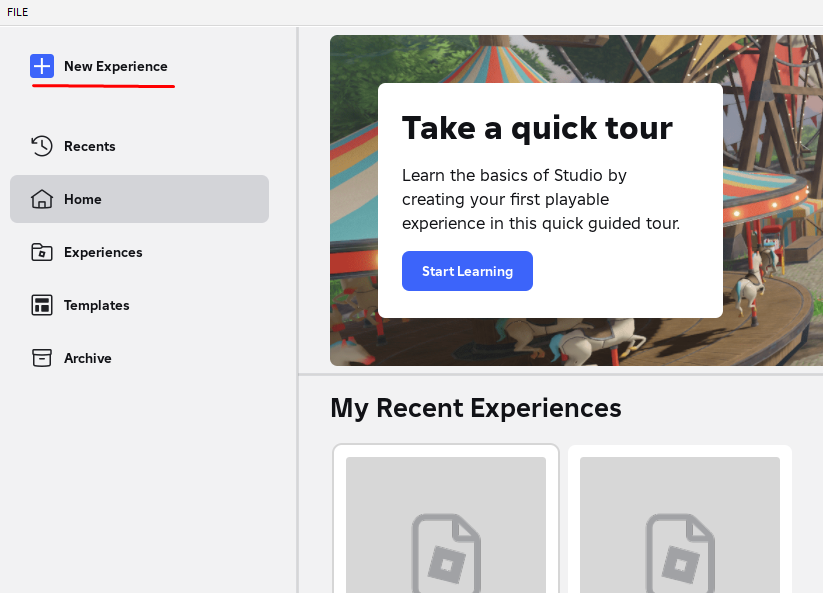 FILE
New Experience
Recents
Home
Experiences
Templates
Archive
Take a quick tour
Learn the basics of Studio by
creating your first playable
experience in this quick guided tour.
Start Learning
My Recent Experiences